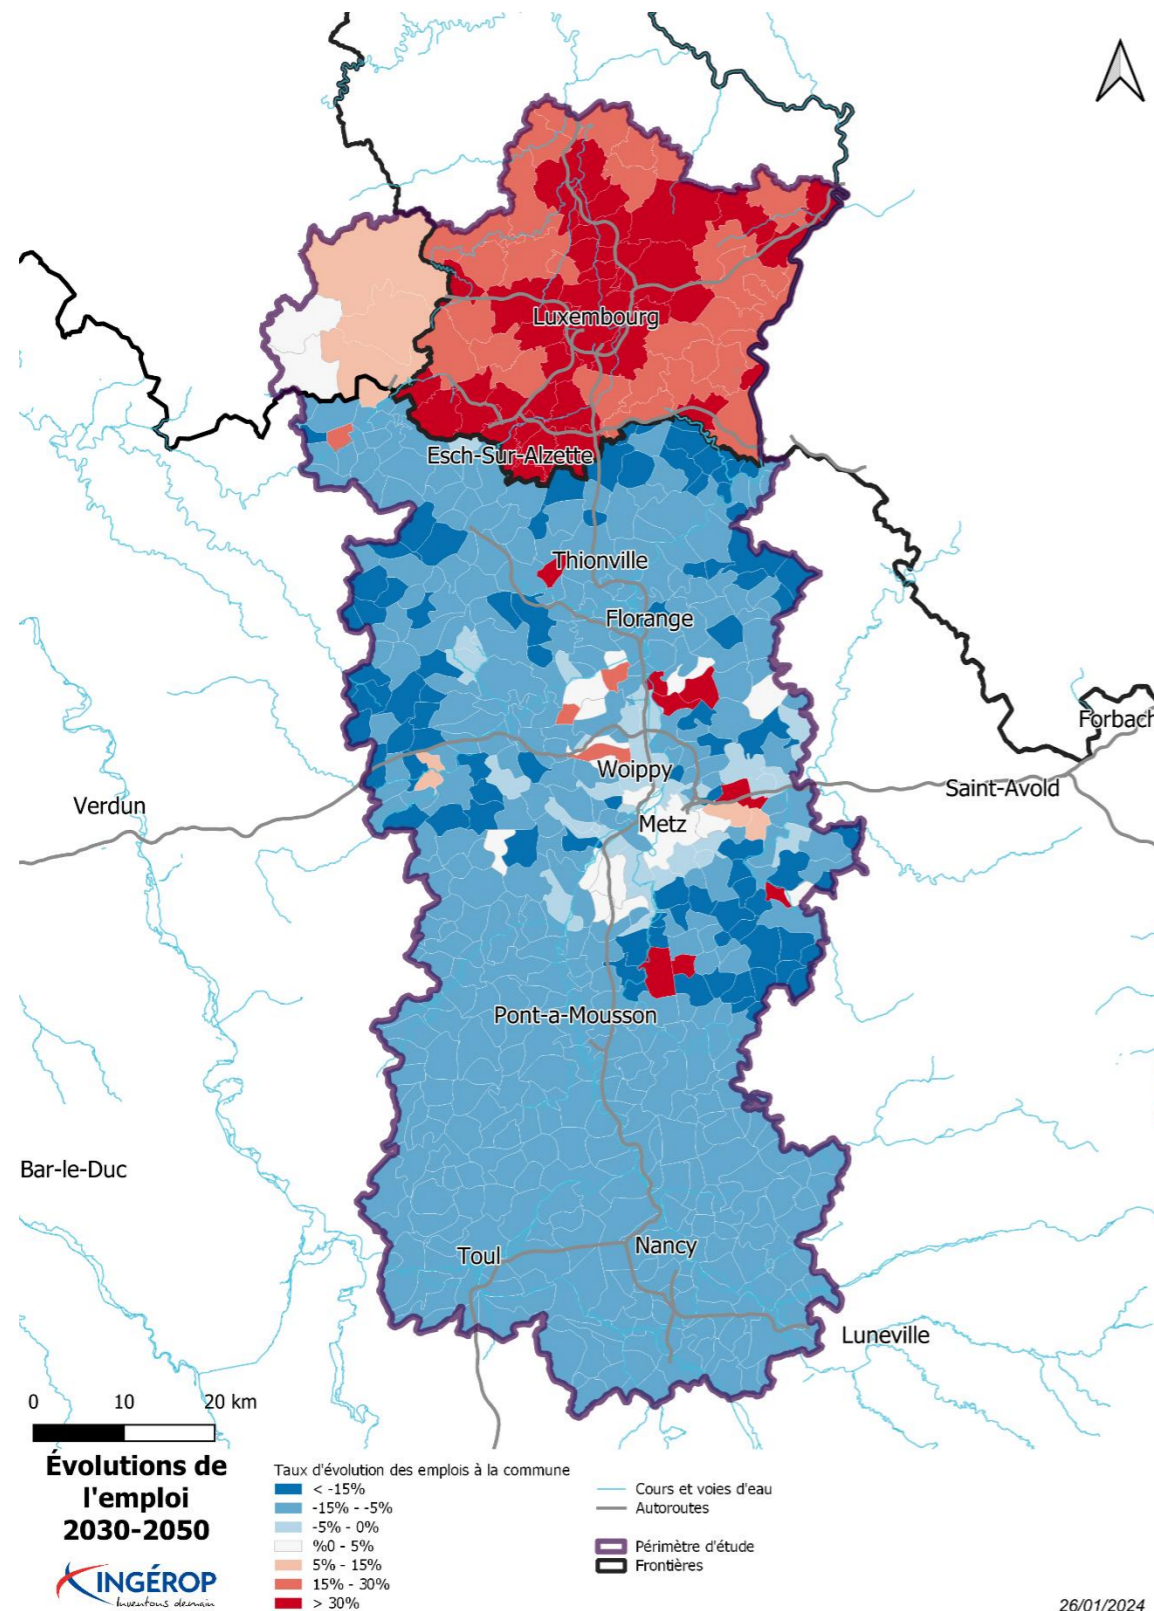 Luxembourg
Esch-Sur-Alzette
Thionville
Florange
Forbach
Woippy
Saint-Avold
Verdun
Metz
Pont-a-Mousson
Bar-le-Duc
Toul
Nancy
Luneville
0 10 20 km
Évolutions de
l'emploi
2030-2050
INGÉROP
Inventons demain
Taux d'évolution des emplois à la commune
< -15%
-15% - -5%
-5% - 0%
%0 - 5%
5% - 15%
15% - 30%
> 30%
Cours et voies d'eau
Autoroutes
Périmètre d'étude
Frontières
26/01/2024